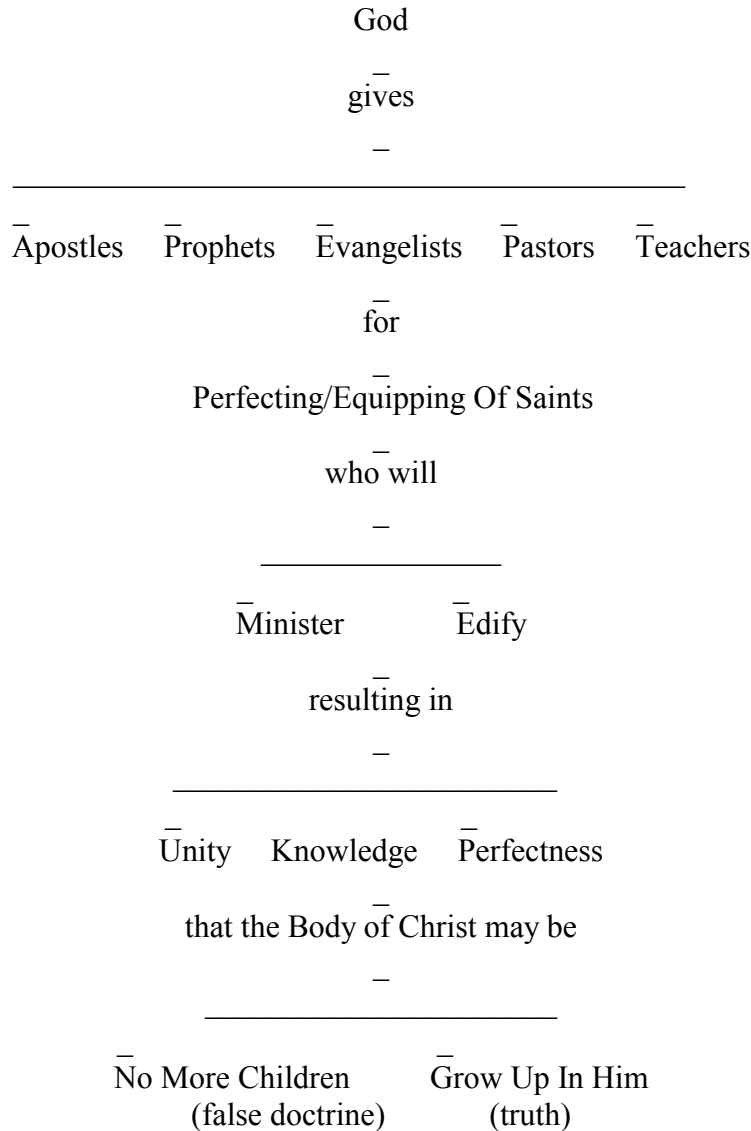 God
gives
Apostles Prophets Evangelists Pastors Teachers
for
Perfecting/Equipping Of Saints
who will
Minister Edify
resulting in
Unity Knowledge Perfectness
that the Body of Christ may be
No More Children Grow Up In Him
(false doctrine) (truth)